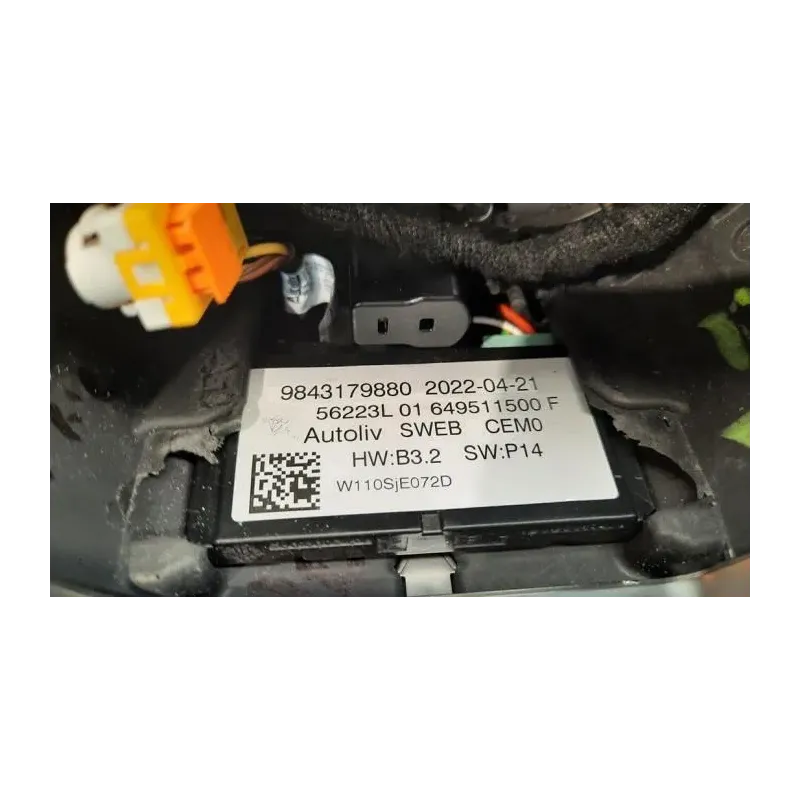 9843179880 2022-04-21
56223L 01 649511500 F
Autoliv SWEB CEM0
HW:B3.2 SW:P14
W110SjE072D